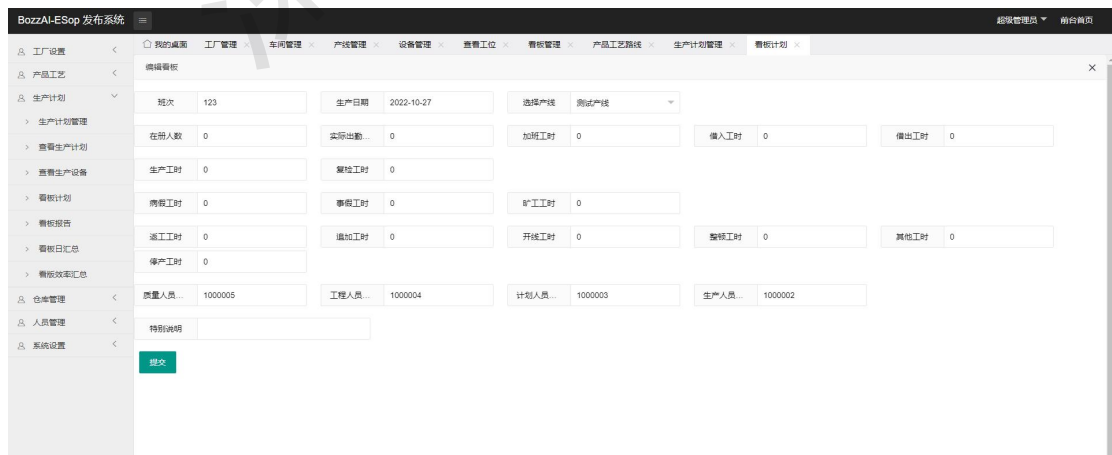 BozzAI-ESop 发布系统
超级管理员 前台首页
我的桌面 工厂管理 车间管理 产线管理 设备管理 查看工位 看板管理 产品工艺路线 生产计划管理 看板计划
工厂设置
产品工艺
生产计划
生产计划管理
查看生产计划
查看生产设备
看板计划
看板报告
看板日汇总
看版效率汇总
仓库管理
人员管理
系统设置
编辑看板
班次 123 生产日期 2022-10-27 选择产线 测试产线
在册人数 0 实际出勤... 0 加班工时 0 借入工时 0 借出工时 0
生产工时 0 复检工时 0
病假工时 0 事假工时 0 旷工工时 0
返工工时 0 追加工时 0 开线工时 0 整顿工时 0 其他工时 0
停产工时 0
质量人员... 1000005 工程人员... 1000004 计划人员... 1000003 生产人员... 1000002
特别说明
提交